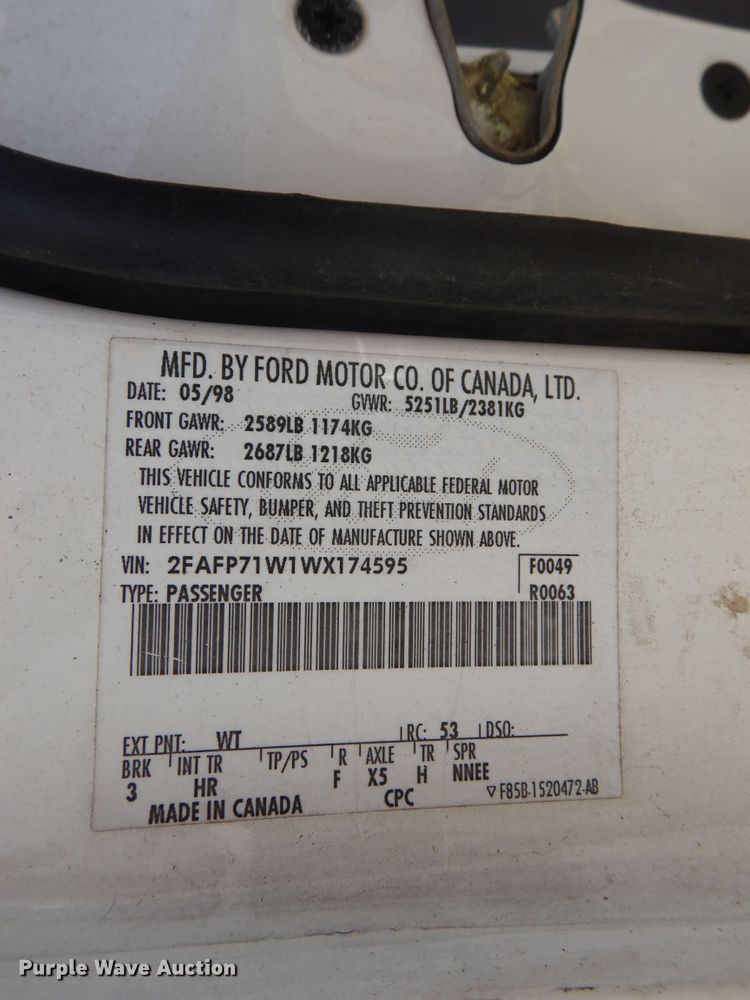 MFD. BY FORD MOTOR CO. OF CANADA, LTD.
DATE: 05/98 GVWR: 5251LB/2381KG
FRONT GAWR: 2589LB 1174KG
REAR GAWR: 2687LB 1218KG
THIS VEHICLE CONFORMS TO ALL APPLICABLE FEDERAL MOTOR
VEHICLE SAFETY, BUMPER, AND THEFT PREVENTION STANDARDS
IN EFFECT ON THE DATE OF MANUFACTURE SHOWN ABOVE.
VIN: 2FAFP71W1WX174595 F0049
TYPE: PASSENGER R0063
EXT PNT: WT RC: 53 DSO:
BRK INT TR TP/PS R AXLE TR SPR
3 HR F X5 H NNEE
MADE IN CANADA CPC ▽F85B-1520472-AB
Purple Wave Auction